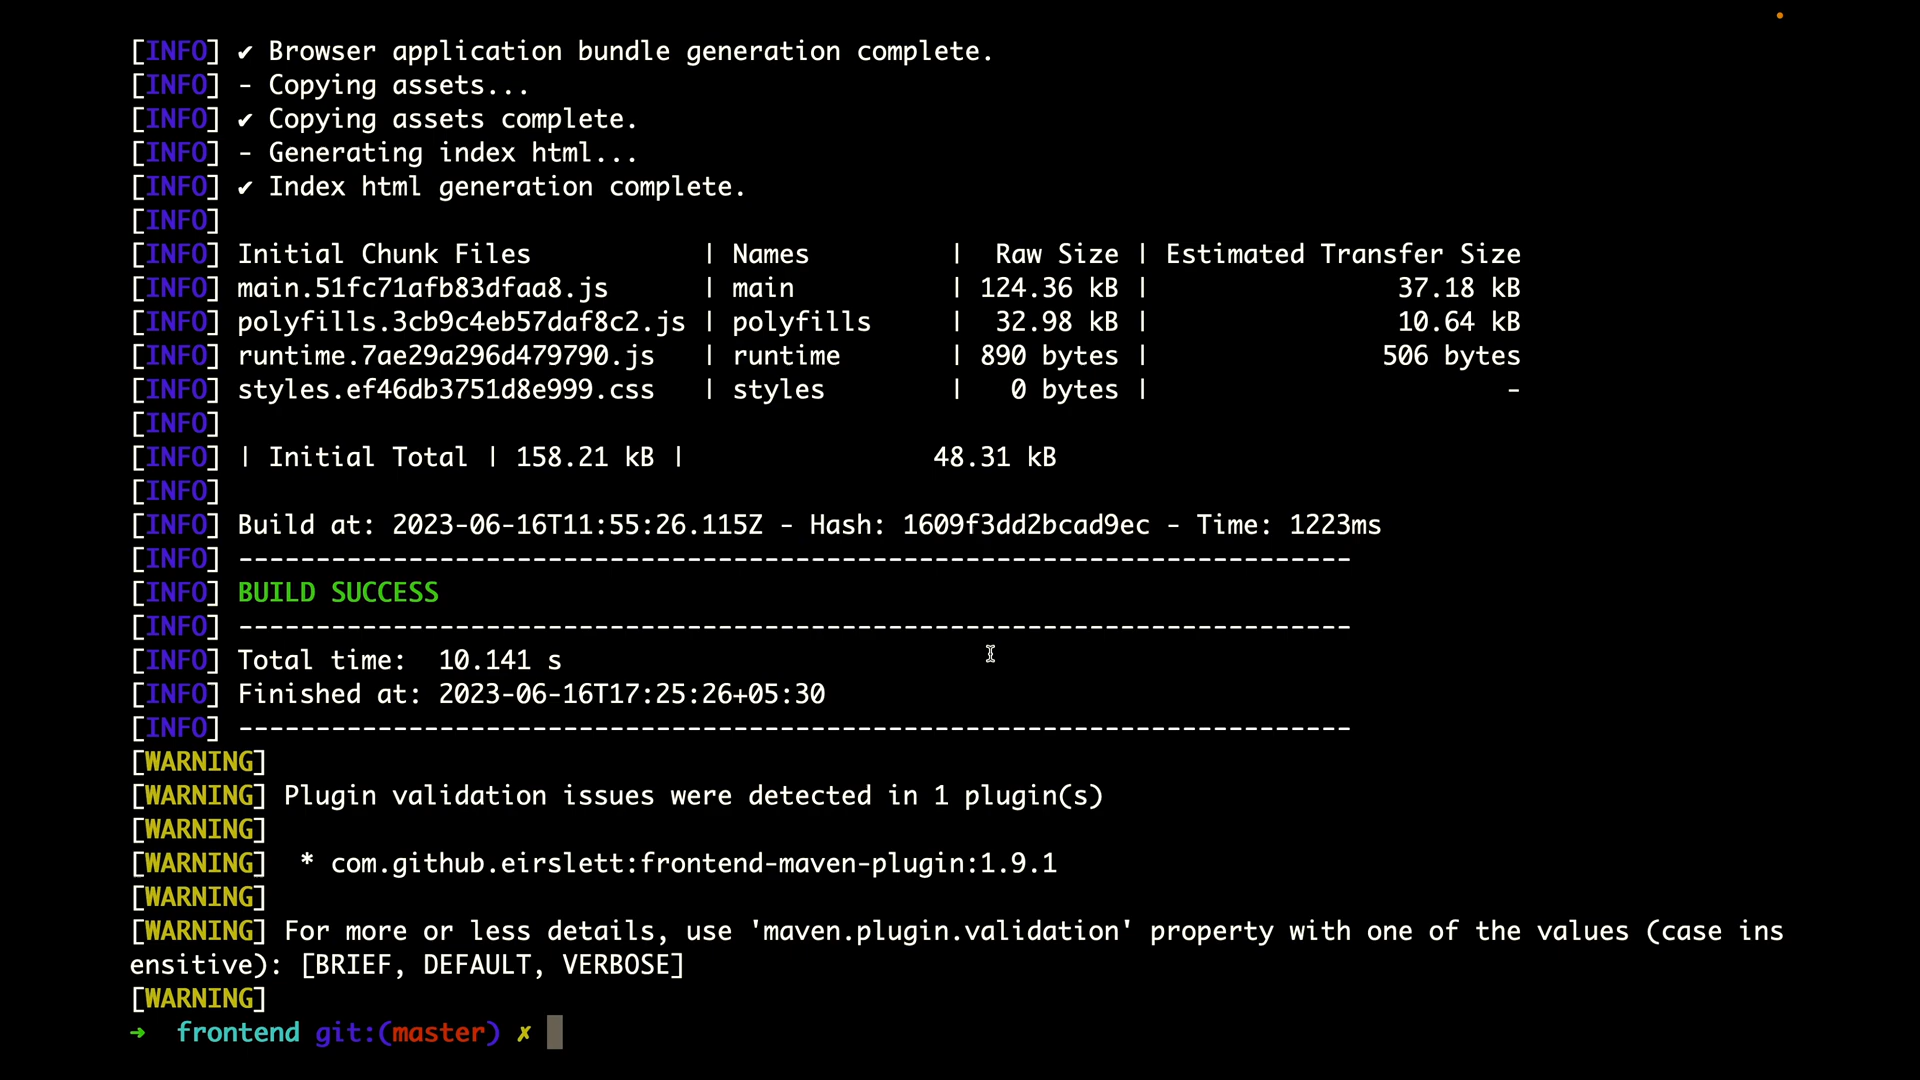 [INFO] ✔ Browser application bundle generation complete.
[INFO] - Copying assets...
[INFO] ✔ Copying assets complete.
[INFO] - Generating index html...
[INFO] ✔ Index html generation complete.
[INFO]
[INFO] Initial Chunk Files           | Names         |  Raw Size | Estimated Transfer Size
[INFO] main.51fc71afb83dfaa8.js      | main          | 124.36 kB |                37.18 kB
[INFO] polyfills.3cb9c4eb57daf8c2.js | polyfills     |  32.98 kB |                10.64 kB
[INFO] runtime.7ae29a296d479790.js   | runtime       | 890 bytes |               506 bytes
[INFO] styles.ef46db3751d8e999.css   | styles        |   0 bytes |                       -
[INFO]
[INFO] | Initial Total | 158.21 kB |                48.31 kB
[INFO]
[INFO] Build at: 2023-06-16T11:55:26.115Z - Hash: 1609f3dd2bcad9ec - Time: 1223ms
[INFO] ------------------------------------------------------------------------
[INFO] BUILD SUCCESS
[INFO] ------------------------------------------------------------------------
[INFO] Total time:  10.141 s
[INFO] Finished at: 2023-06-16T17:25:26+05:30
[INFO] ------------------------------------------------------------------------
[WARNING]
[WARNING] Plugin validation issues were detected in 1 plugin(s)
[WARNING]
[WARNING]  * com.github.eirslett:frontend-maven-plugin:1.9.1
[WARNING]
[WARNING] For more or less details, use 'maven.plugin.validation' property with one of the values (case ins
ensitive): [BRIEF, DEFAULT, VERBOSE]
[WARNING]
➜  frontend git:(master) ✗